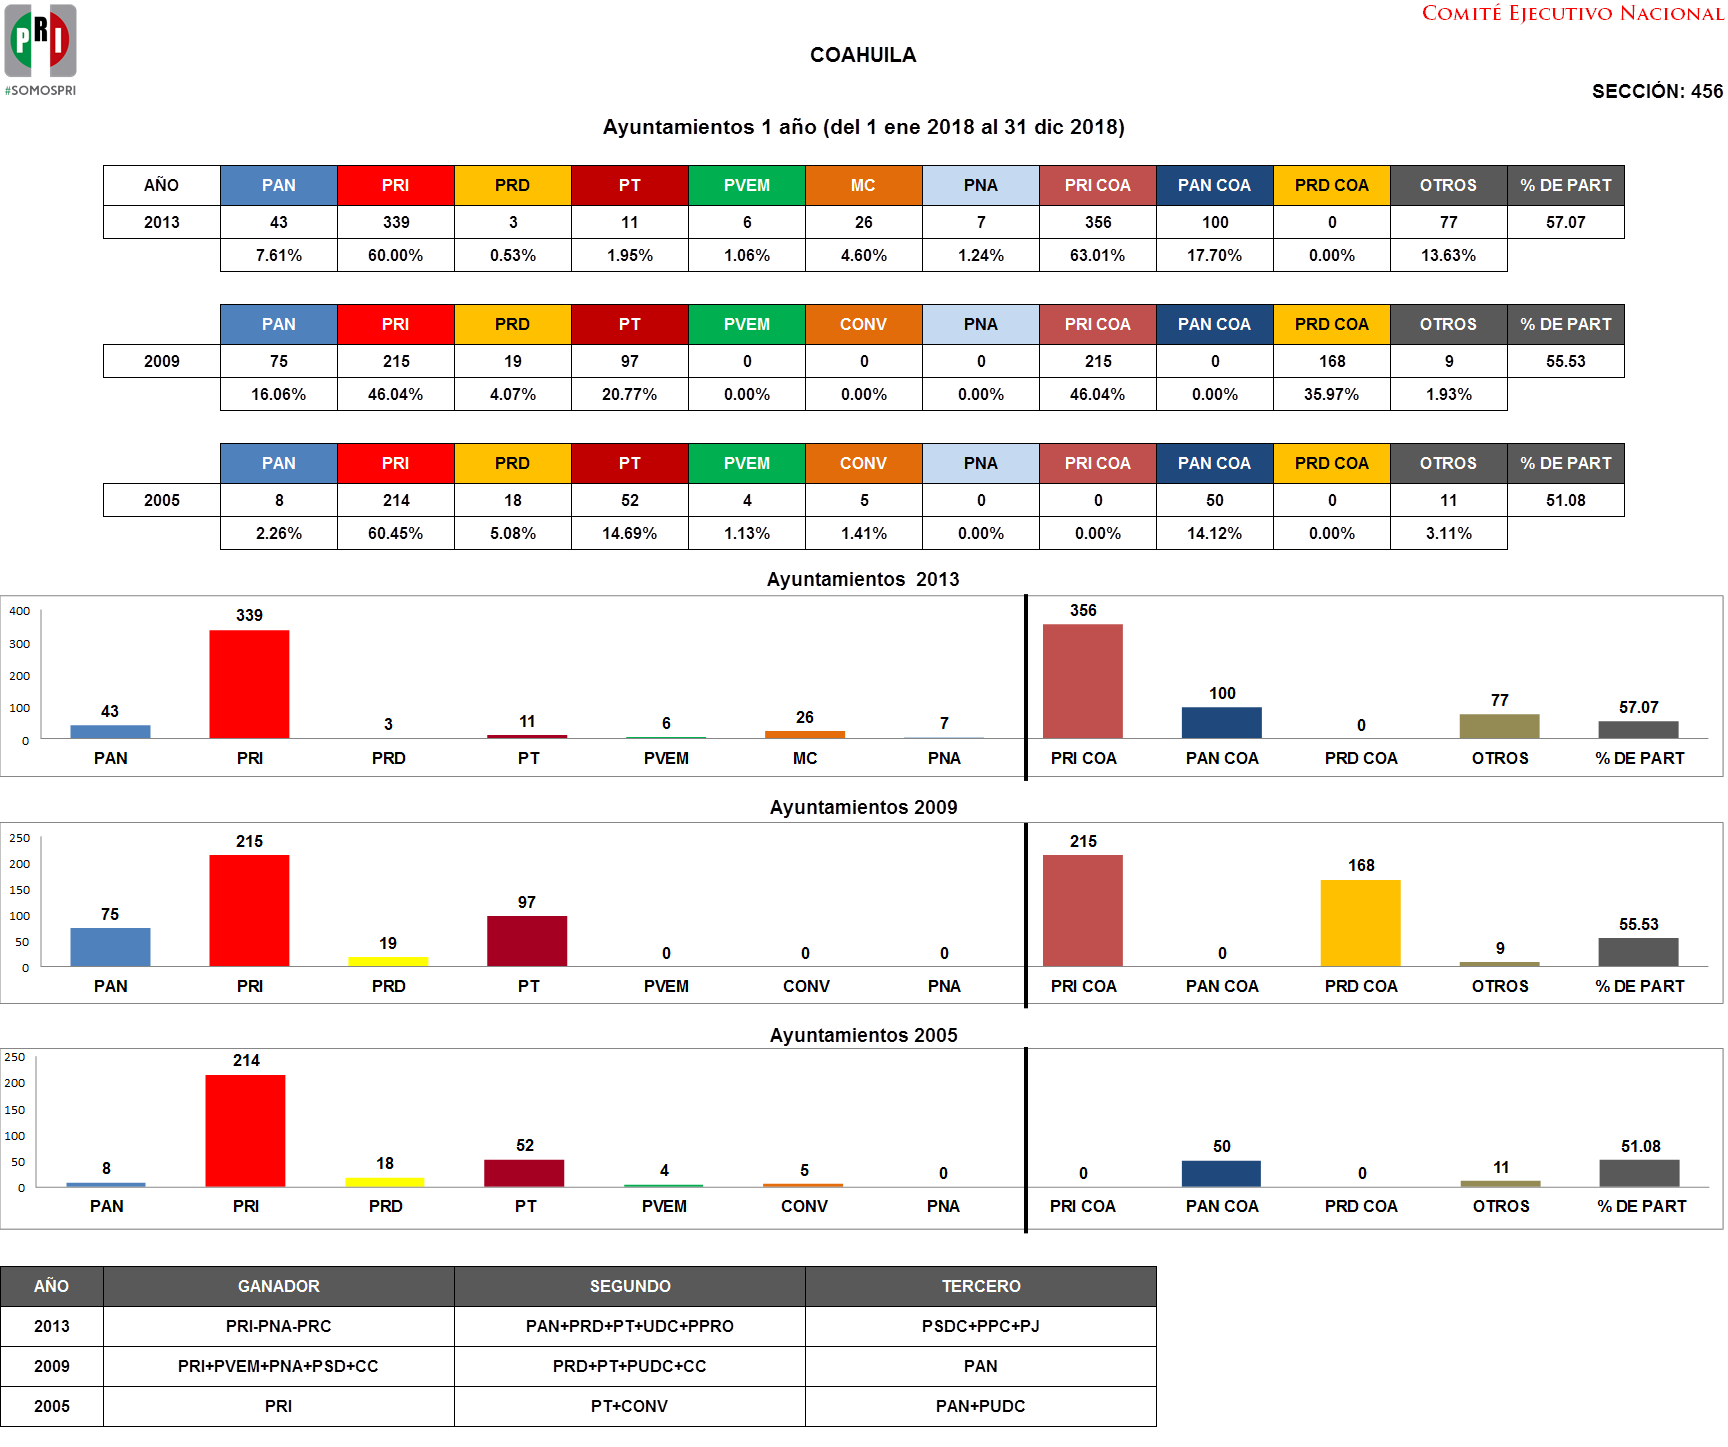 COMITÉ EJECUTIVO NACIONAL
PRI
#SOMOSPRI
COAHUILA
SECCIÓN: 456
Ayuntamientos 1 año (del 1 ene 2018 al 31 dic 2018)
AÑO PAN PRI PRD PT PVEM MC PNA PRI COA PAN COA PRD COA OTROS % DE PART
2013 43 339 3 11 6 26 7 356 100 0 77 57.07
7.61% 60.00% 0.53% 1.95% 1.06% 4.60% 1.24% 63.01% 17.70% 0.00% 13.63%
PAN PRI PRD PT PVEM CONV PNA PRI COA PAN COA PRD COA OTROS % DE PART
2009 75 215 19 97 0 0 0 215 0 168 9 55.53
16.06% 46.04% 4.07% 20.77% 0.00% 0.00% 0.00% 46.04% 0.00% 35.97% 1.93%
PAN PRI PRD PT PVEM CONV PNA PRI COA PAN COA PRD COA OTROS % DE PART
2005 8 214 18 52 4 5 0 0 50 0 11 51.08
2.26% 60.45% 5.08% 14.69% 1.13% 1.41% 0.00% 0.00% 14.12% 0.00% 3.11%
Ayuntamientos 2013
400
300
200
100
0
43 339 3 11 6 26 7 356 100 0 77 57.07
PAN PRI PRD PT PVEM MC PNA PRI COA PAN COA PRD COA OTROS % DE PART
Ayuntamientos 2009
250
200
150
100
50
0
75 215 19 97 0 0 0 215 0 168 9 55.53
PAN PRI PRD PT PVEM CONV PNA PRI COA PAN COA PRD COA OTROS % DE PART
Ayuntamientos 2005
250
200
150
100
50
0
8 214 18 52 4 5 0 0 50 0 11 51.08
PAN PRI PRD PT PVEM CONV PNA PRI COA PAN COA PRD COA OTROS % DE PART
AÑO GANADOR SEGUNDO TERCERO
2013 PRI-PNA-PRC PAN+PRD+PT+UDC+PPRO PSDC+PPC+PJ
2009 PRI+PVEM+PNA+PSD+CC PRD+PT+PUDC+CC PAN
2005 PRI PT+CONV PAN+PUDC